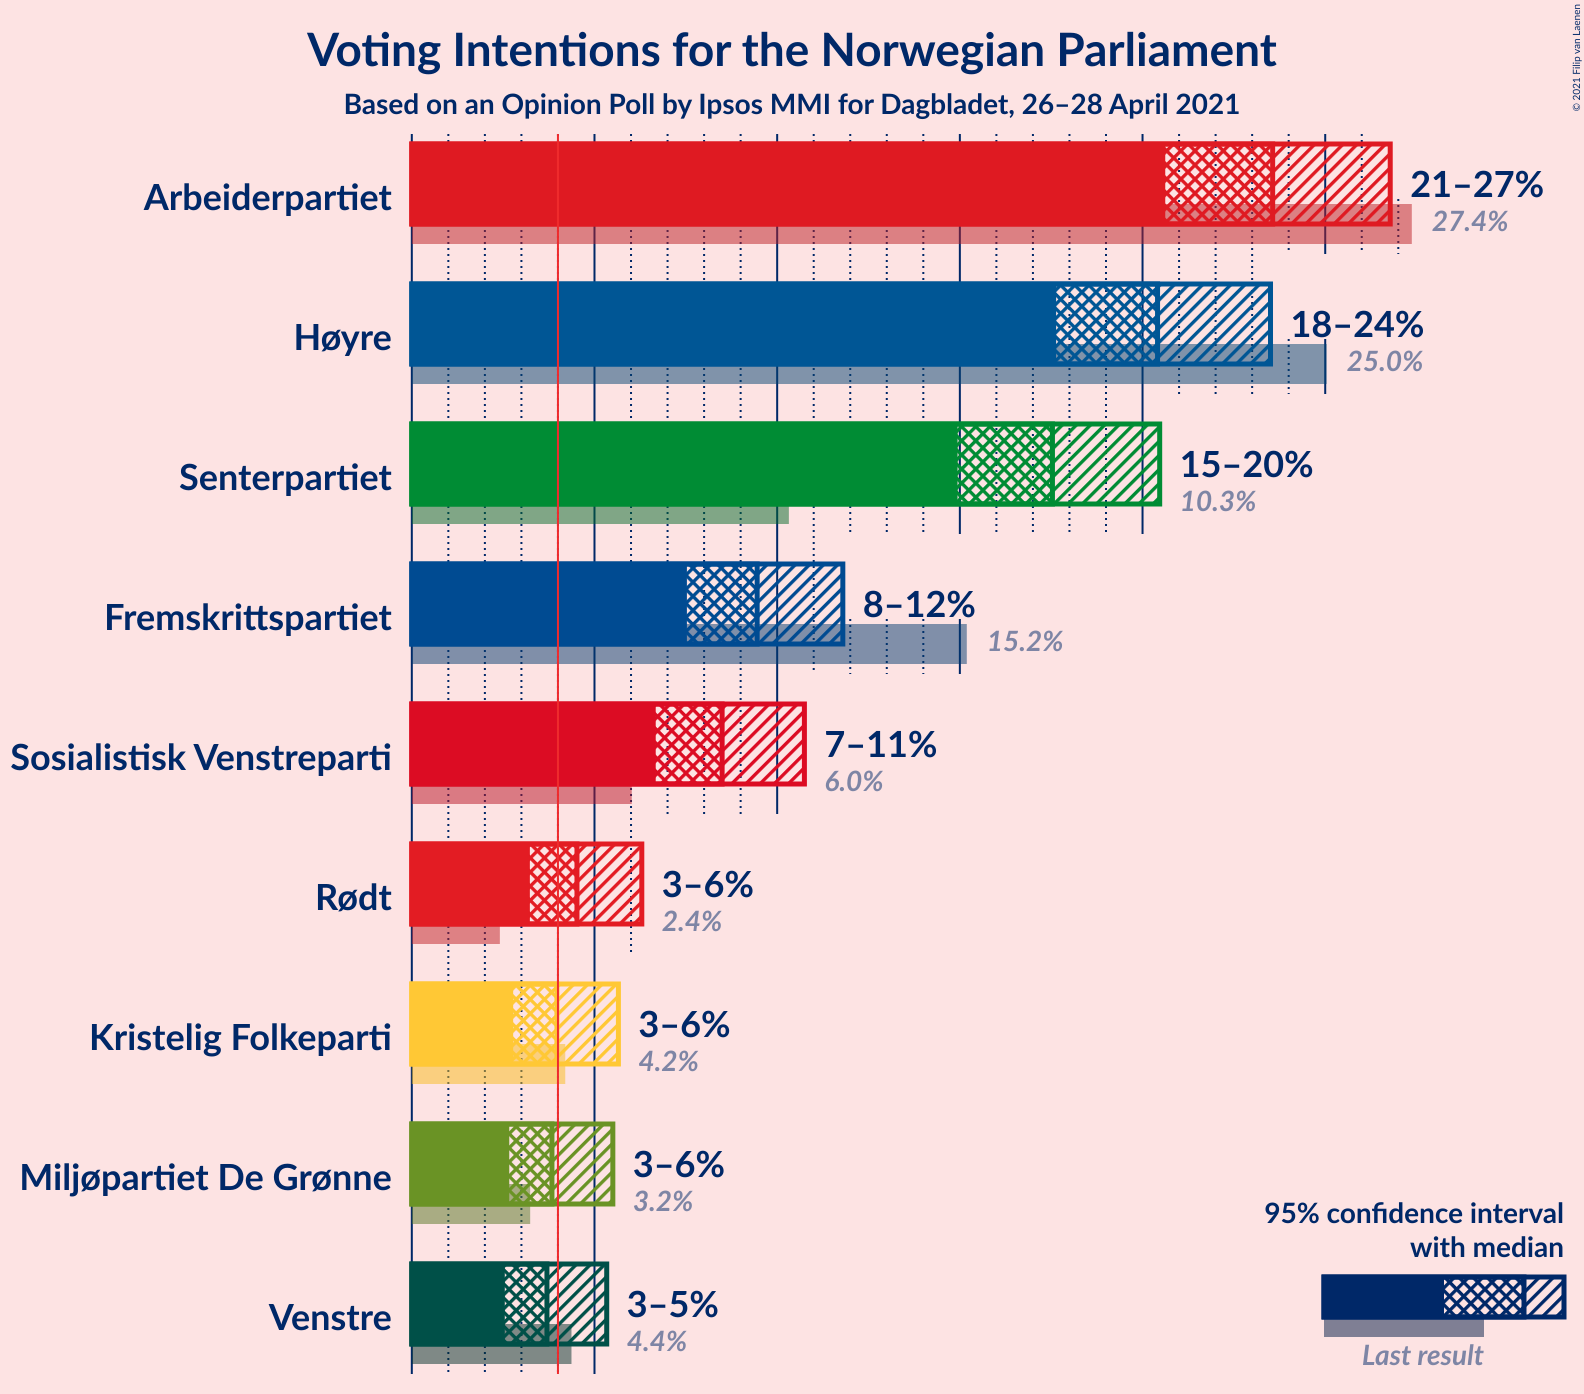 Voting Intentions for the Norwegian Parliament
Based on an Opinion Poll by Ipsos MMI for Dagbladet, 26–28 April 2021
© 2021 Filip van Laenen
Arbeiderpartiet
21–27%
27.4%
Høyre
18–24%
25.0%
Senterpartiet
15–20%
10.3%
Fremskrittspartiet
8–12%
15.2%
Sosialistisk Venstreparti
7–11%
6.0%
Rødt
3–6%
2.4%
Kristelig Folkeparti
3–6%
4.2%
Miljøpartiet De Grønne
3–6%
3.2%
Venstre
3–5%
4.4%
95% confidence interval
with median
Last result